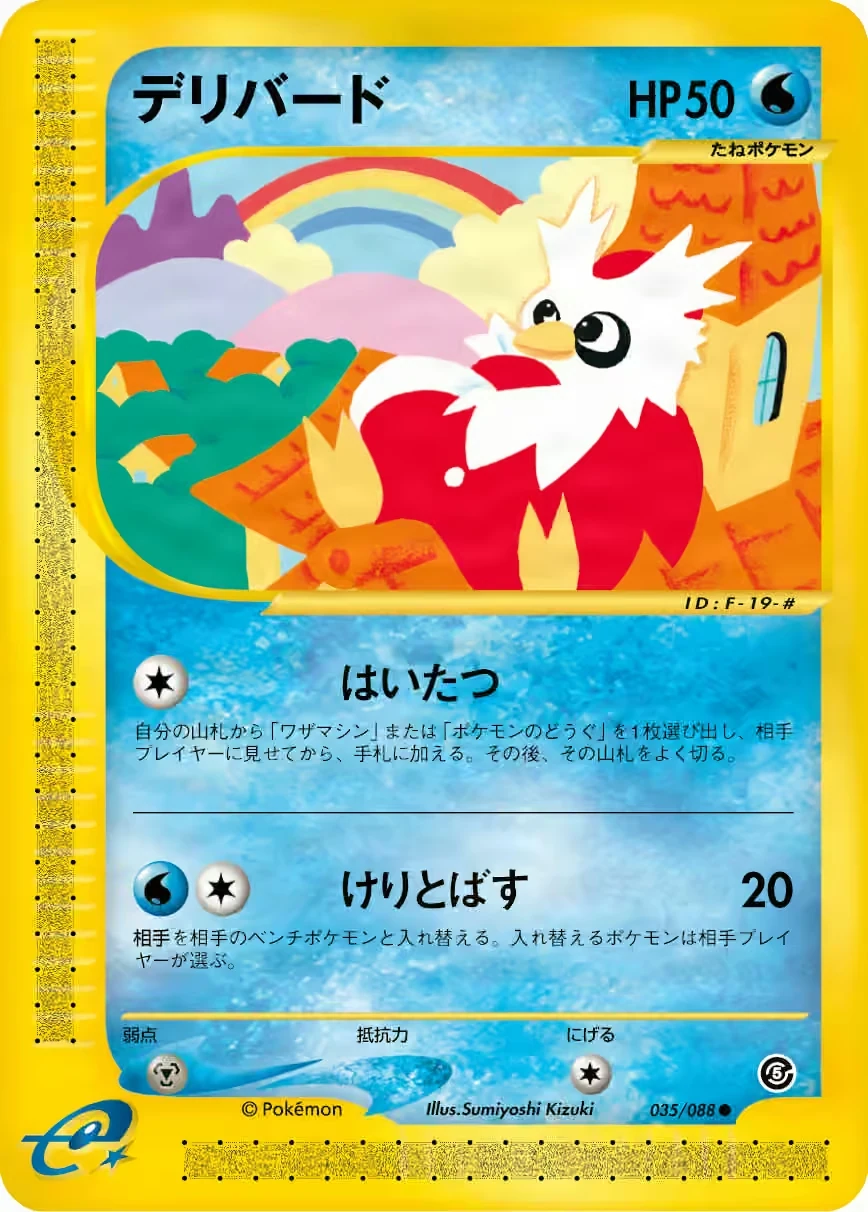 デリバード HP50
たねポケモン
ID:F-19-#
はいたつ
自分の山札から「ワザマシン」または「ポケモンのどうぐ」を1枚選び出し、相手
プレイヤーに見せてから、手札に加える。その後、その山札をよく切る。
けりとばす 20
相手を相手のベンチポケモンと入れ替える。入れ替えるポケモンは相手プレイ
ヤーが選ぶ。
弱点 抵抗力 にげる
5
© Pokémon Illus.Sumiyoshi Kizuki 035/088●
e